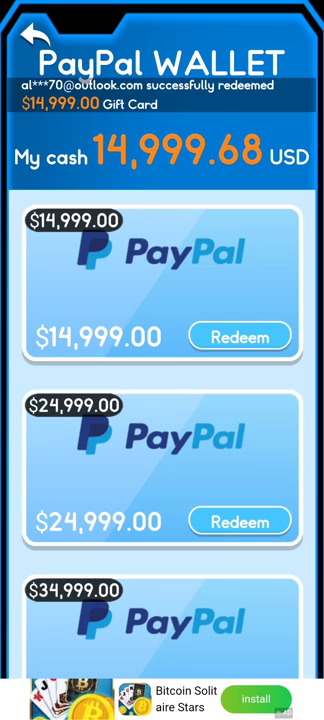 PayPal WALLET
al***70@outlook.com successfully redeemed
$14,999.00 Gift Card
My cash 14,999.68 USD
$14,999.00
PayPal
$14,999.00 Redeem
$24,999.00
PayPal
$24,999.00 Redeem
$34,999.00
PayPal
Bitcoin Solit
aire Stars
install